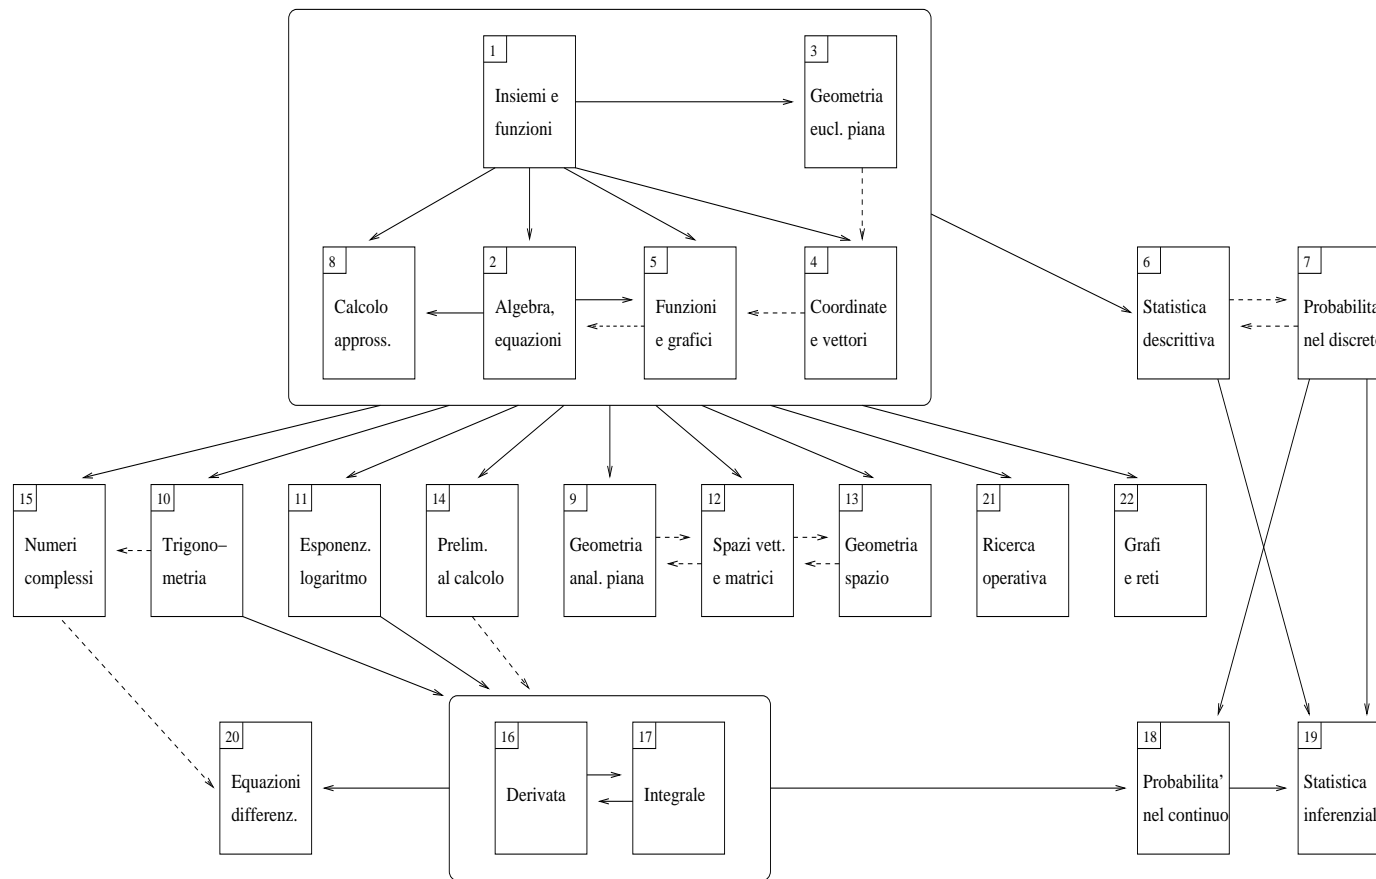 1
Insiemi e
funzioni
3
Geometria
eucl. piana
8
Calcolo
appross.
2
Algebra,
equazioni
5
Funzioni
e grafici
4
Coordinate
e vettori
6
Statistica
descrittiva
7
Probabilita
nel discret
15
Numeri
complessi
10
Trigono–
metria
11
Esponenz.
logaritmo
14
Prelim.
al calcolo
9
Geometria
anal. piana
12
Spazi vett.
e matrici
13
Geometria
spazio
21
Ricerca
operativa
22
Grafi
e reti
20
Equazioni
differenz.
16
Derivata
17
Integrale
18
Probabilita'
nel continuo
19
Statistica
inferenzial